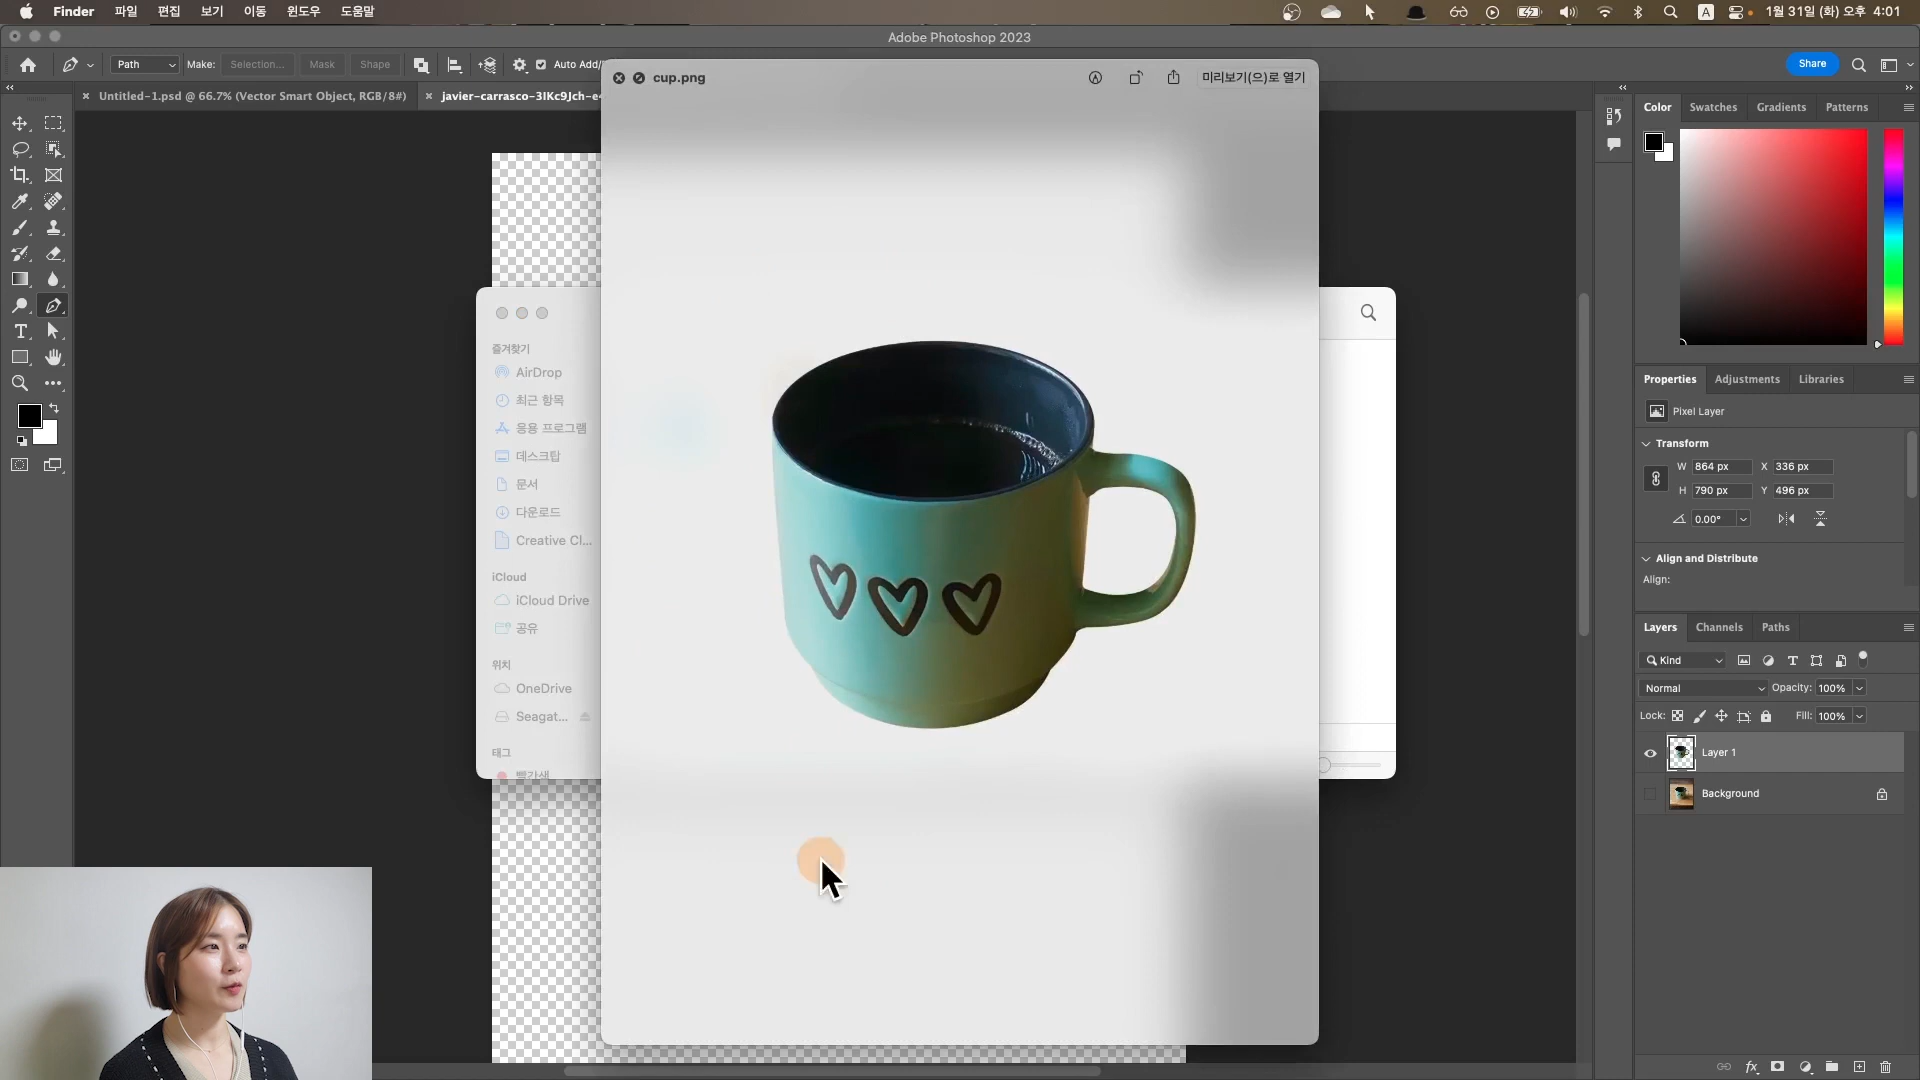 Finder 파일 편집 보기 이동 윈도우 도움말
A 1월 31일 (화) 오후 4:01
Adobe Photoshop 2023
Path Make: Selection... Mask Shape Auto Add/
Share
Untitled-1.psd @ 66.7% (Vector Smart Object, RGB/8#)
javier-carrasco-3IKc9Jch-e
cup.png
미리보기(으)로 열기
즐겨찾기
AirDrop
최근 항목
응용 프로그램
데스크탑
문서
다운로드
Creative Cl...
iCloud
iCloud Drive
공유
위치
OneDrive
Seagat...
태그
빨간색
Color Swatches Gradients Patterns
Properties Adjustments Libraries
Pixel Layer
Transform
W 864 px X 336 px
H 790 px Y 496 px
0.00°
Align and Distribute
Align:
Layers Channels Paths
Kind
Normal Opacity: 100%
Lock: Fill: 100%
Layer 1
Background
fx